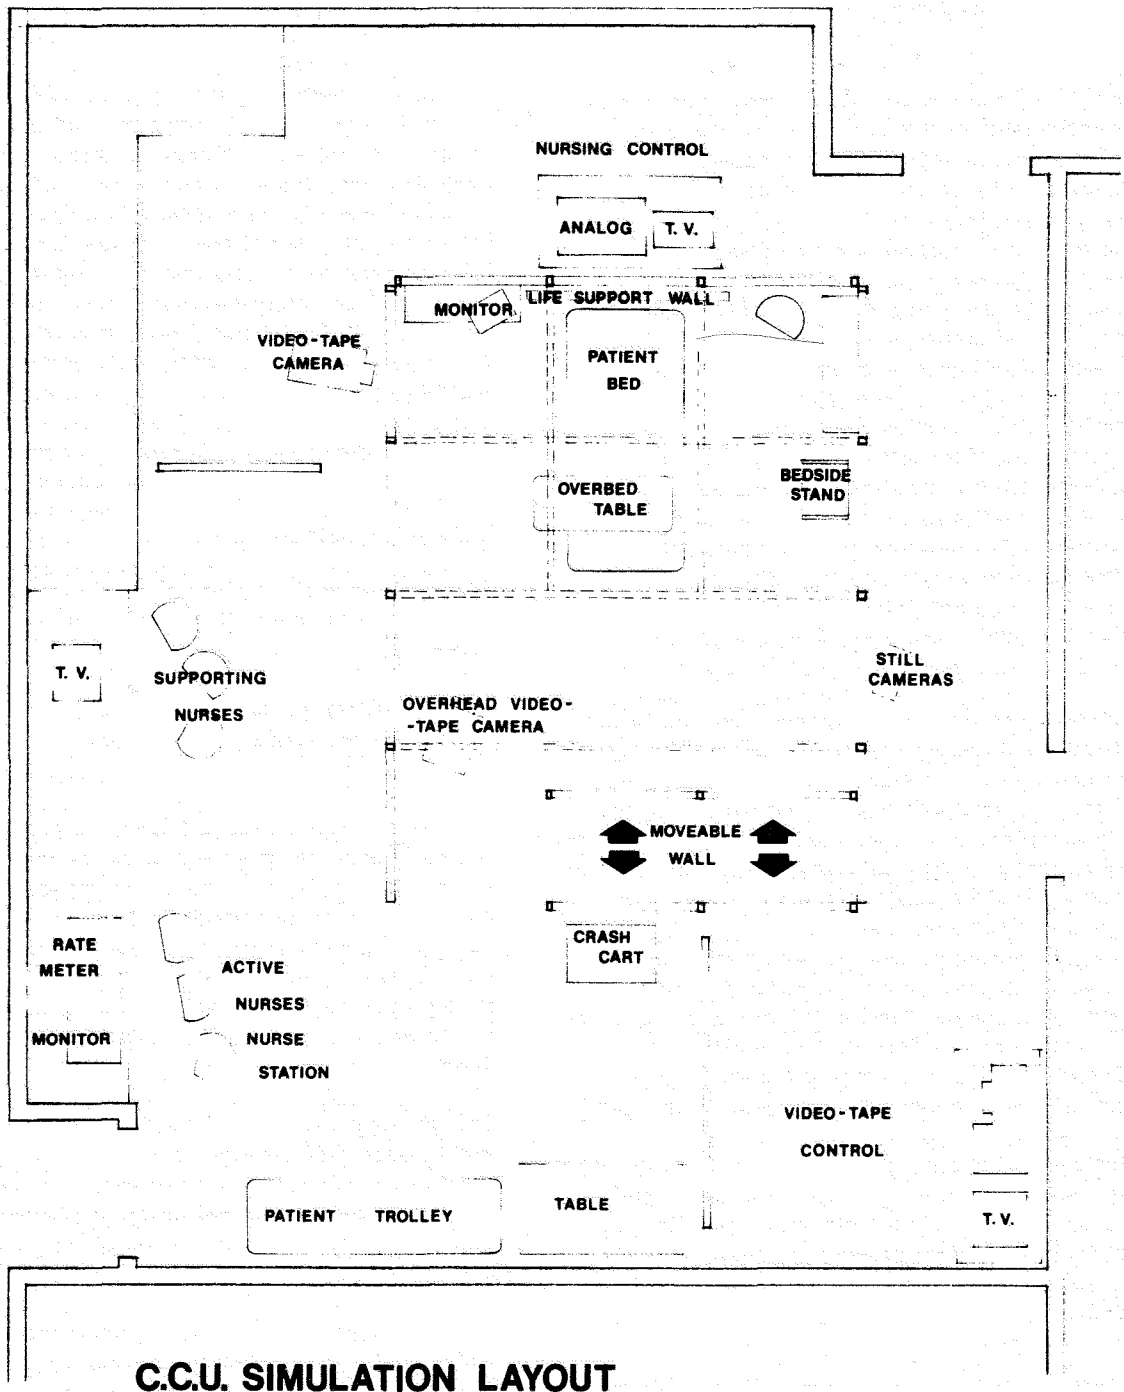 NURSING CONTROL
ANALOG
T. V.
LIFE SUPPORT WALL
MONITOR
VIDEO-TAPE
CAMERA
PATIENT
BED
BEDSIDE
STAND
OVERBED
TABLE
T. V.
SUPPORTING
NURSES
STILL
CAMERAS
OVERHEAD VIDEO-
-TAPE CAMERA
MOVEABLE
WALL
RATE
METER
ACTIVE
NURSES
CRASH
CART
MONITOR
NURSE
STATION
VIDEO-TAPE
CONTROL
PATIENT TROLLEY
TABLE
T. V.
C.C.U. SIMULATION LAYOUT